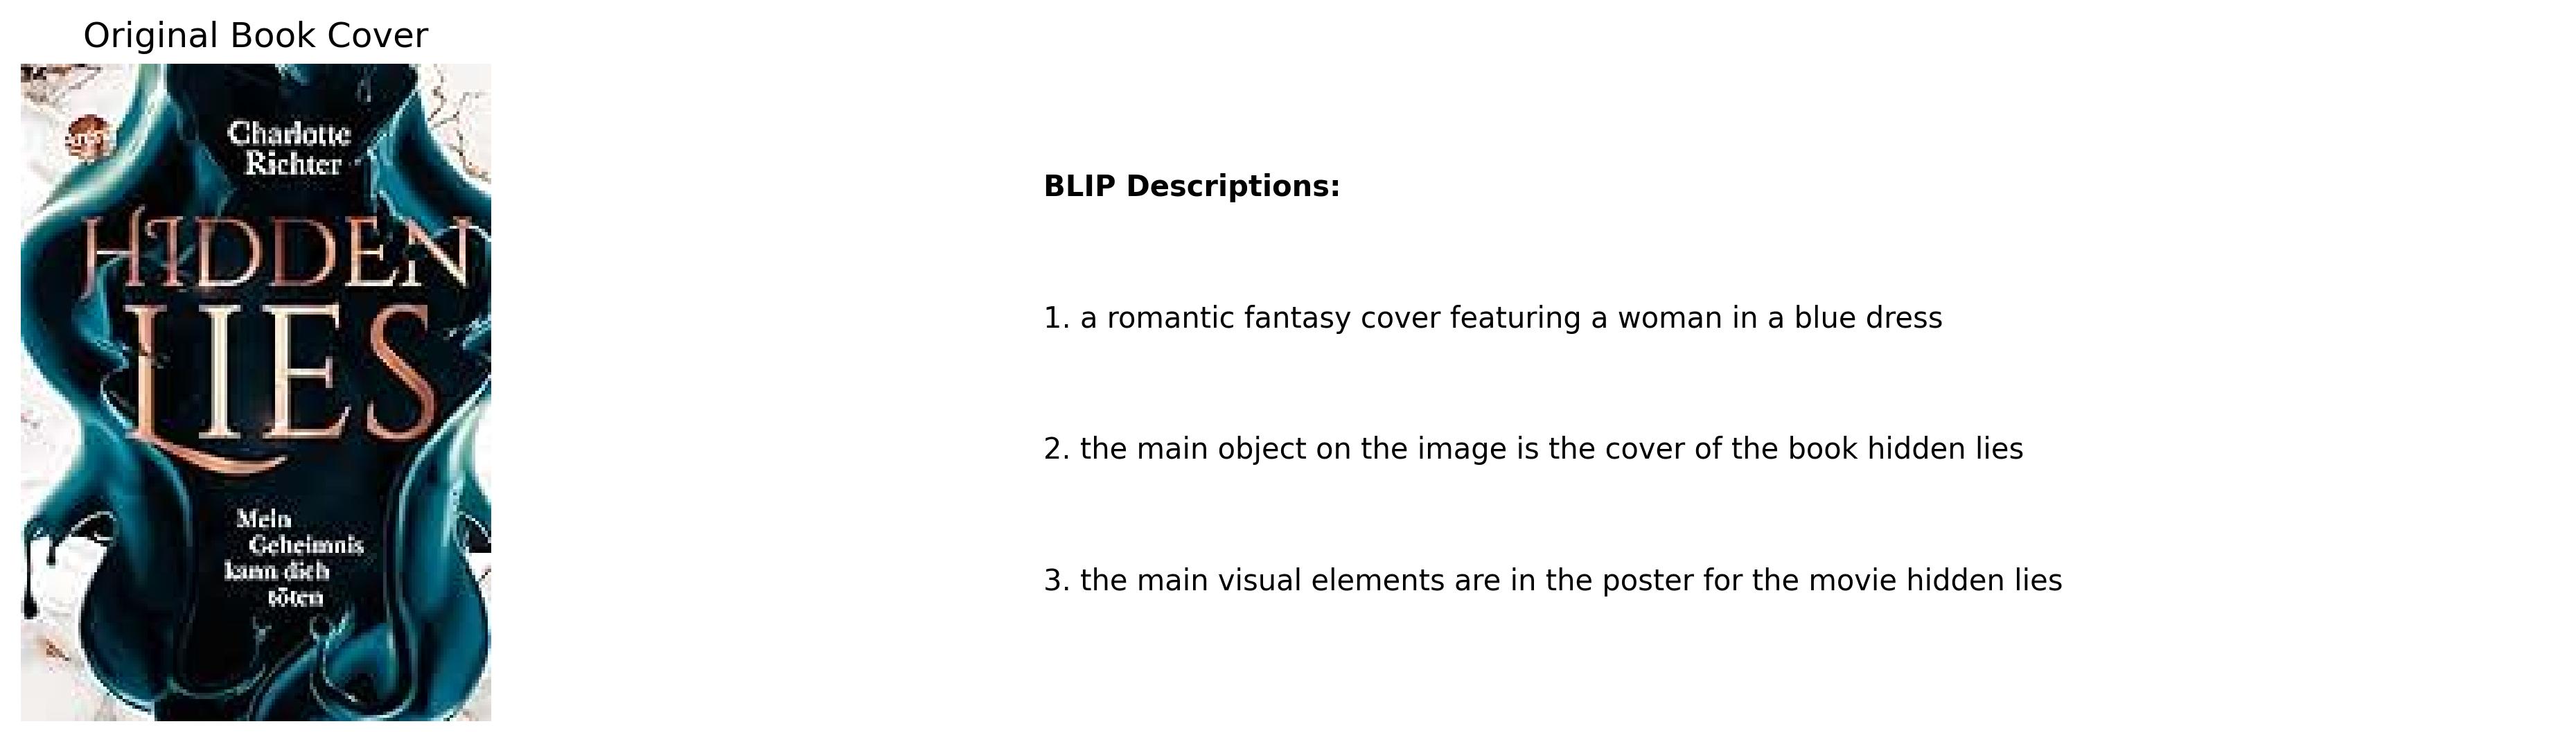 Original Book Cover
Charlotte
Richter
HIDDEN
LIES
Mein
Geheimnis
kann dich
töten
BLIP Descriptions:
1. a romantic fantasy cover featuring a woman in a blue dress
2. the main object on the image is the cover of the book hidden lies
3. the main visual elements are in the poster for the movie hidden lies